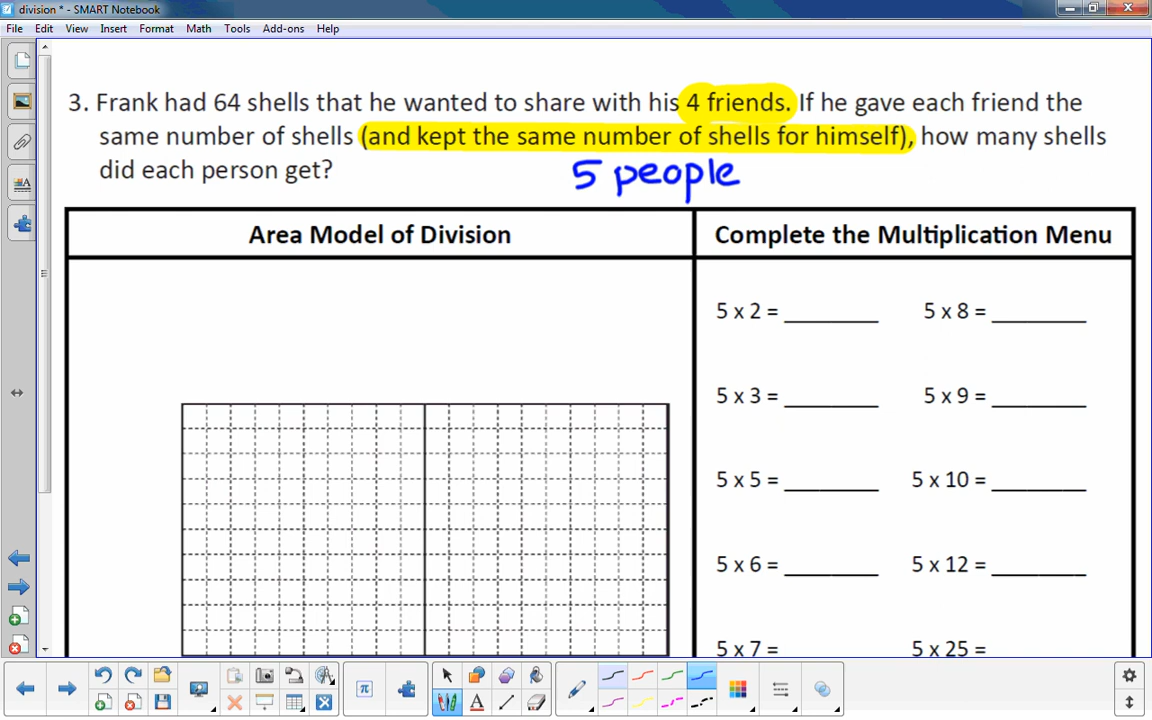 division * - SMART Notebook
File Edit View Insert Format Math Tools Add-ons Help
3. Frank had 64 shells that he wanted to share with his 4 friends. If he gave each friend the
same number of shells (and kept the same number of shells for himself), how many shells
did each person get?
5 people
Area Model of Division
Complete the Multiplication Menu
5 x 2 = ________ 5 x 8 = ________
5 x 3 = ________ 5 x 9 = ________
5 x 5 = ________ 5 x 10 = ________
5 x 6 = ________ 5 x 12 = ________
5 x 7 = 5 x 25 =